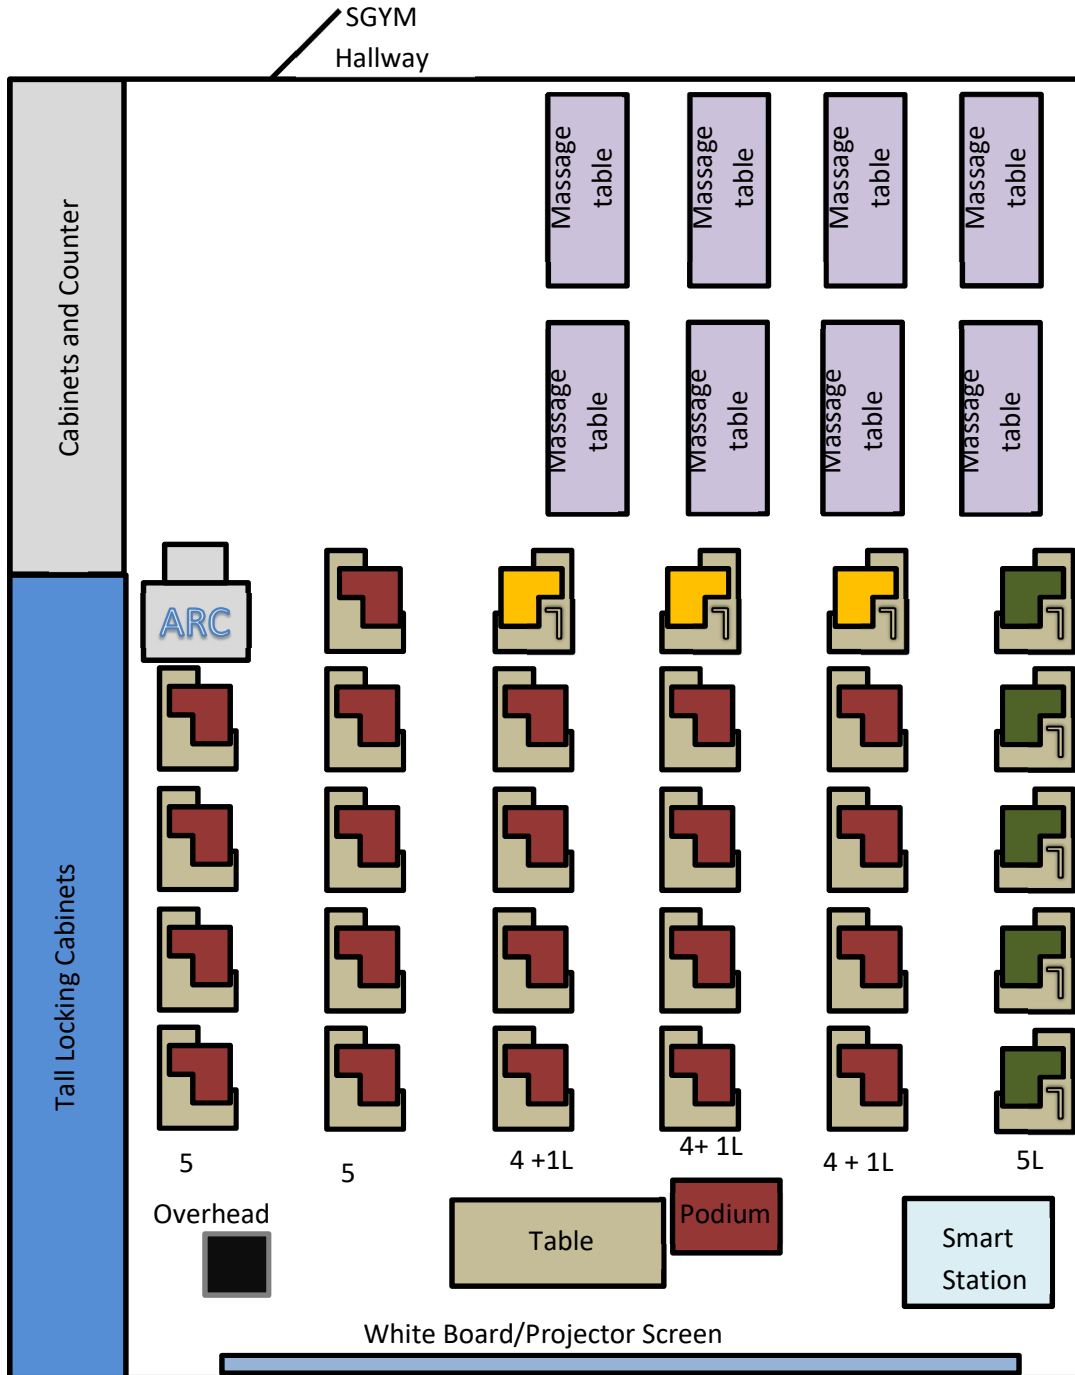 SGYM
Hallway
Massage
table
Massage
table
Massage
table
Massage
table
Cabinets and Counter
Massage
table
Massage
table
Massage
table
Massage
table
ARC
Tall Locking Cabinets
5
5
4 +1L
4+ 1L
4 + 1L
5L
Overhead
Table
Podium
Smart
Station
White Board/Projector Screen